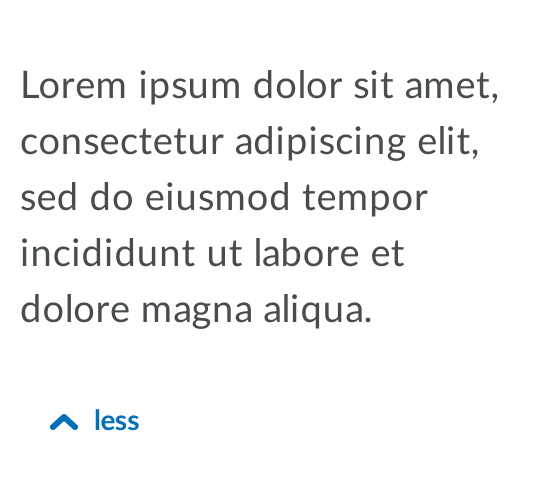 Lorem ipsum dolor sit amet,
consectetur adipiscing elit,
sed do eiusmod tempor
incididunt ut labore et
dolore magna aliqua.
less